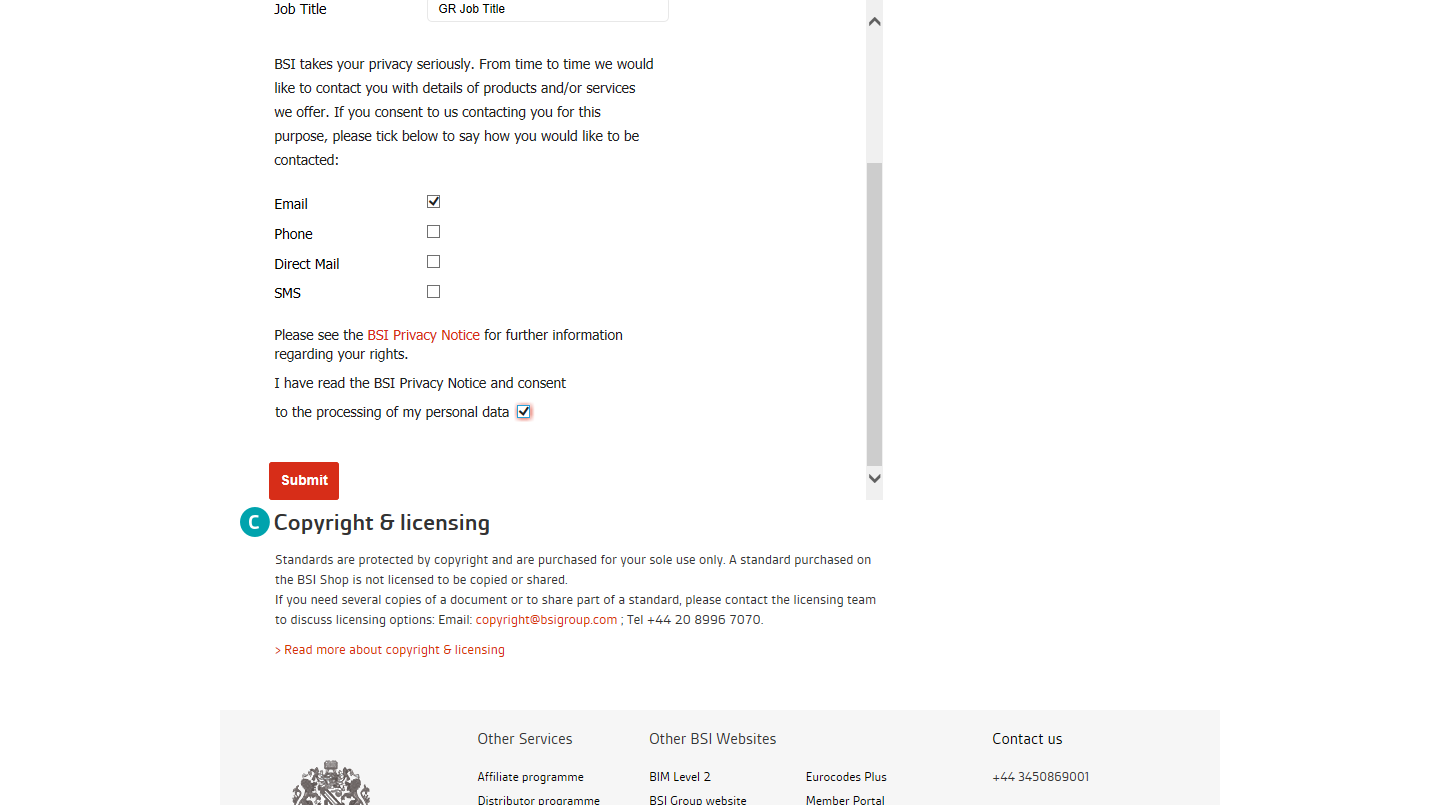 Job Title
GR Job Title
BSI takes your privacy seriously. From time to time we would
like to contact you with details of products and/or services
we offer. If you consent to us contacting you for this
purpose, please tick below to say how you would like to be
contacted:
Email
Phone
Direct Mail
SMS
Please see the BSI Privacy Notice for further information
regarding your rights.
I have read the BSI Privacy Notice and consent
to the processing of my personal data
Submit
C Copyright & licensing
Standards are protected by copyright and are purchased for your sole use only. A standard purchased on
the BSI Shop is not licensed to be copied or shared.
If you need several copies of a document or to share part of a standard, please contact the licensing team
to discuss licensing options: Email: copyright@bsigroup.com ; Tel +44 20 8996 7070.
> Read more about copyright & licensing
Other Services
Affiliate programme
Distributor programme
Other BSI Websites
BIM Level 2
BSI Group website
Eurocodes Plus
Member Portal
Contact us
+44 3450869001